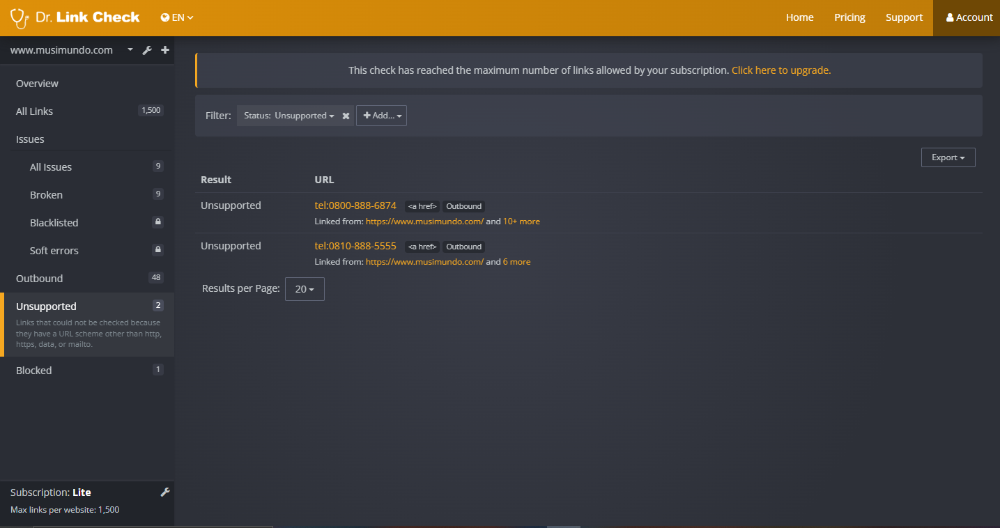 Dr. Link Check
EN
Home
Pricing
Support
Account
www.musimundo.com
Overview
All Links 1,500
Issues
All Issues 9
Broken 9
Blacklisted
Soft errors
Outbound 48
Unsupported 2
Links that could not be checked because
they have a URL scheme other than http,
https, data, or mailto.
Blocked 1
Subscription: Lite
Max links per website: 1,500
This check has reached the maximum number of links allowed by your subscription. Click here to upgrade.
Filter: Status: Unsupported Add...
Export
Result URL
Unsupported tel:0800-888-6874 <a href> Outbound
Linked from: https://www.musimundo.com/ and 10+ more
Unsupported tel:0810-888-5555 <a href> Outbound
Linked from: https://www.musimundo.com/ and 6 more
Results per Page: 20